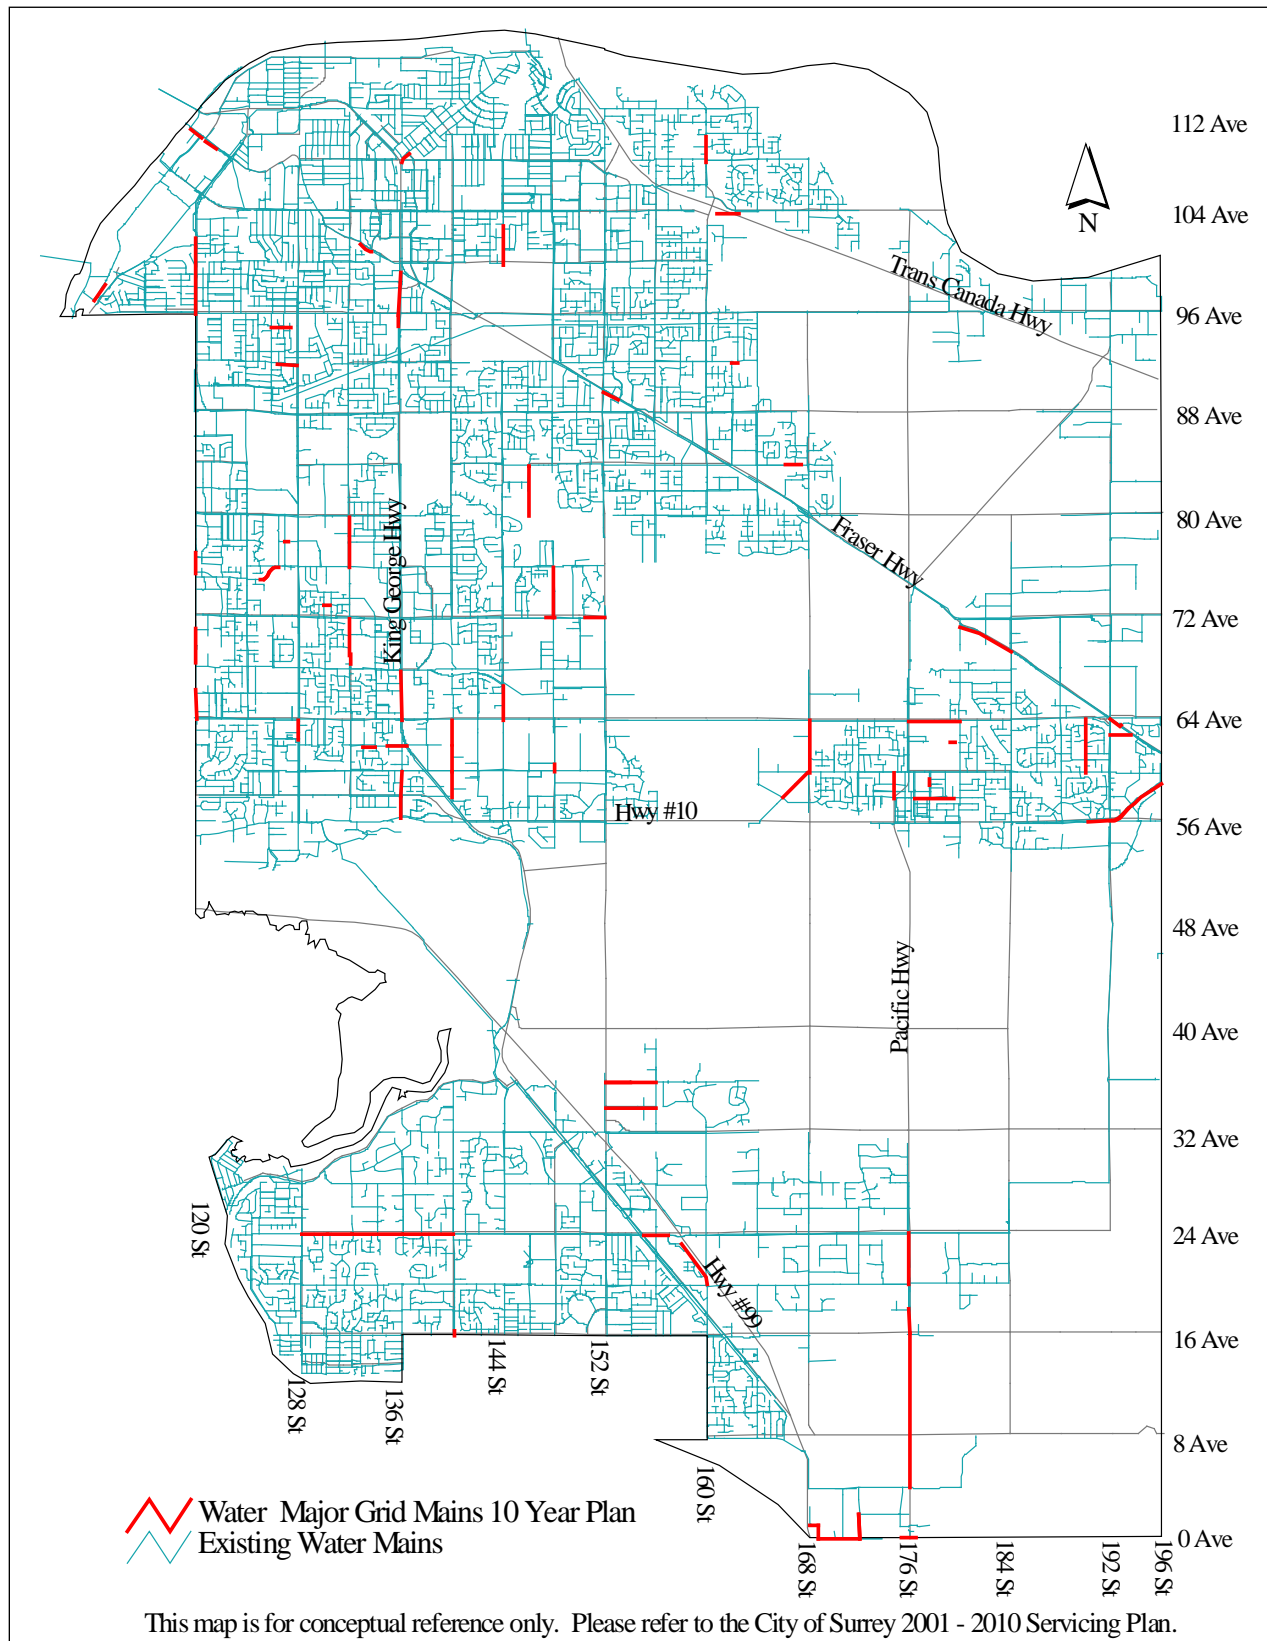 112 Ave
104 Ave
N
Trans Canada Hwy
96 Ave
88 Ave
King George Hwy
80 Ave
Fraser Hwy
72 Ave
64 Ave
Hwy #10
56 Ave
48 Ave
Pacific Hwy
40 Ave
32 Ave
120 St
24 Ave
Hwy #99
16 Ave
144 St
152 St
128 St
136 St
8 Ave
160 St
Water Major Grid Mains 10 Year Plan
Existing Water Mains
0 Ave
168 St
176 St
184 St
192 St
196 St
This map is for conceptual reference only. Please refer to the City of Surrey 2001 - 2010 Servicing Plan.